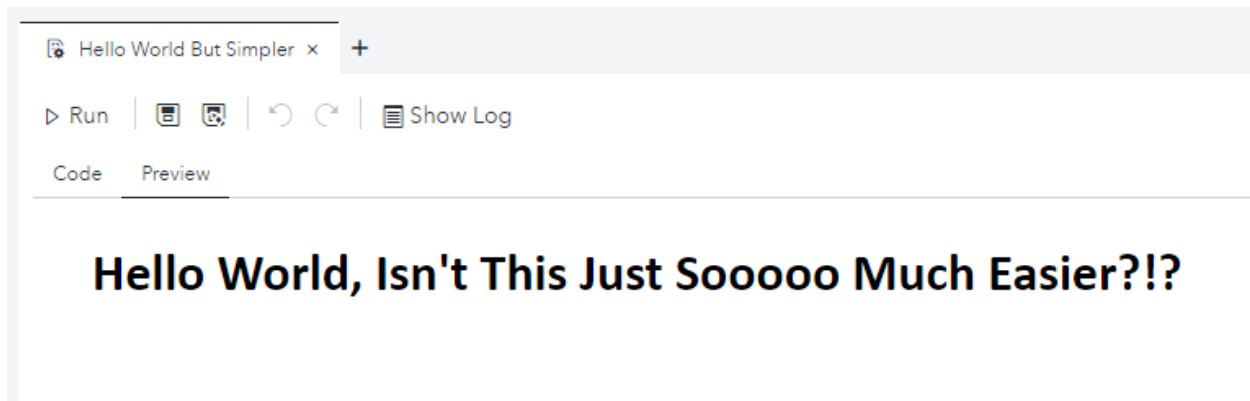 Hello World But Simpler × +
Run Show Log
Code Preview
Hello World, Isn't This Just Sooooo Much Easier?!?